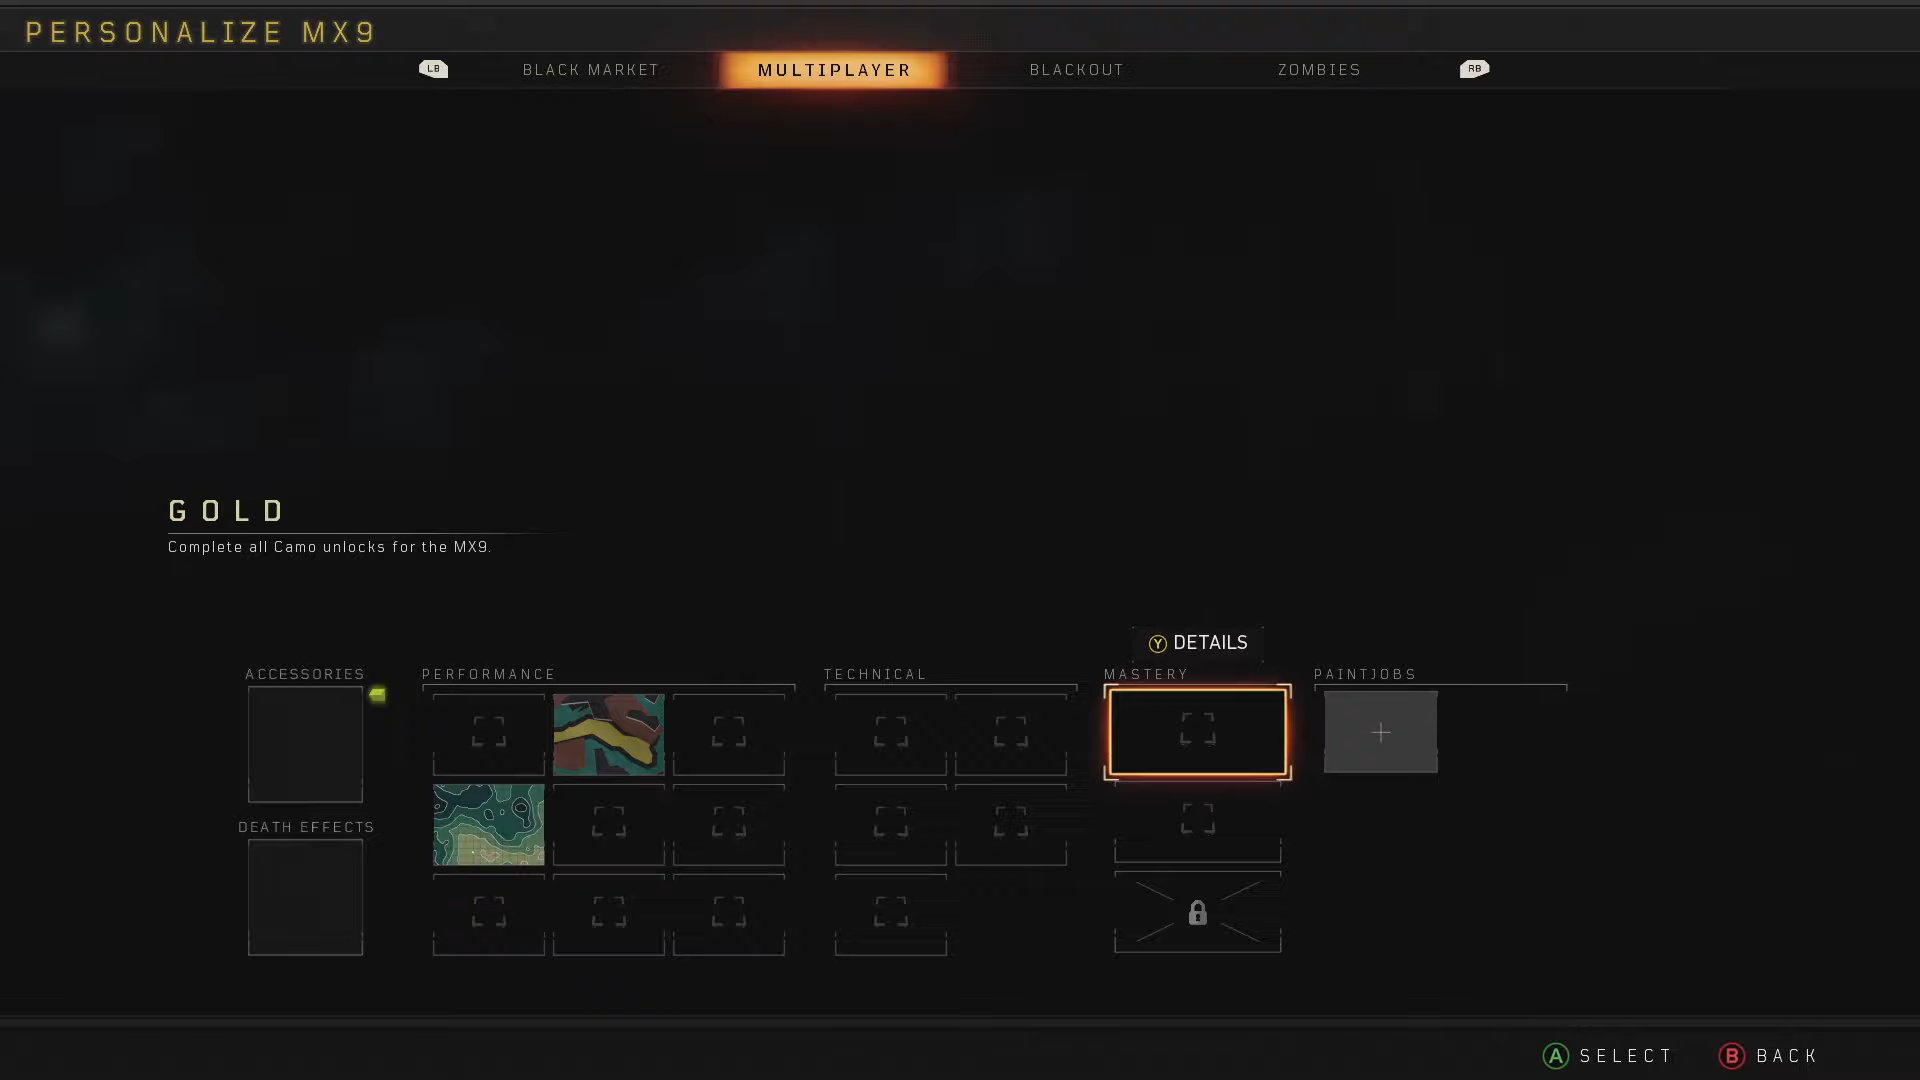 PERSONALIZE MX9
LB
BLACK MARKET
MULTIPLAYER
BLACKOUT
ZOMBIES
RB
GOLD
Complete all Camo unlocks for the MX9.
Y DETAILS
ACCESSORIES
PERFORMANCE
TECHNICAL
MASTERY
PAINTJOBS
DEATH EFFECTS
A SELECT
B BACK